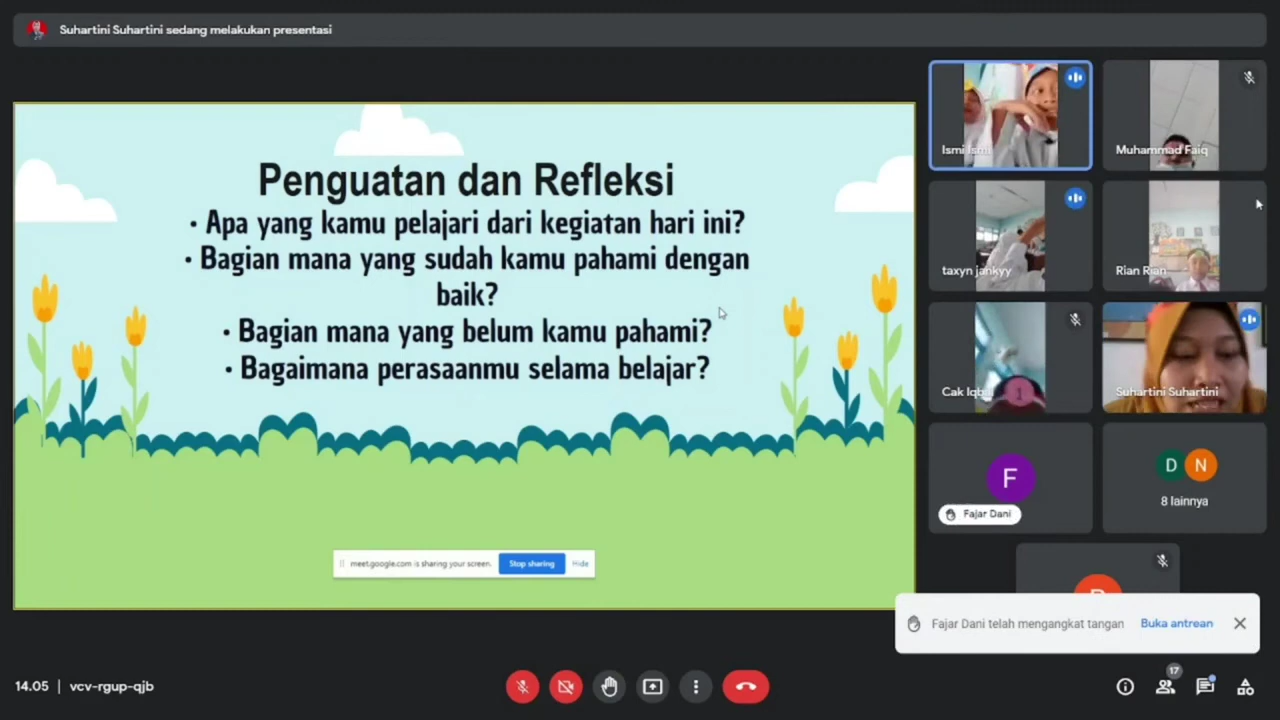 Suhartini Suhartini sedang melakukan presentasi
Penguatan dan Refleksi
• Apa yang kamu pelajari dari kegiatan hari ini?
• Bagian mana yang sudah kamu pahami dengan
baik?
• Bagian mana yang belum kamu pahami?
• Bagaimana perasaanmu selama belajar?
meet.google.com is sharing your screen.
Stop sharing
Hide
Ismi Ismi
Muhammad Faiq
taxyn jankyy
Rian Rian
Cak Iqbal
Suhartini Suhartini
F
Fajar Dani
D
N
8 lainnya
Fajar Dani telah mengangkat tangan
Buka antrean
14.05 | vcv-rgup-qjb
17